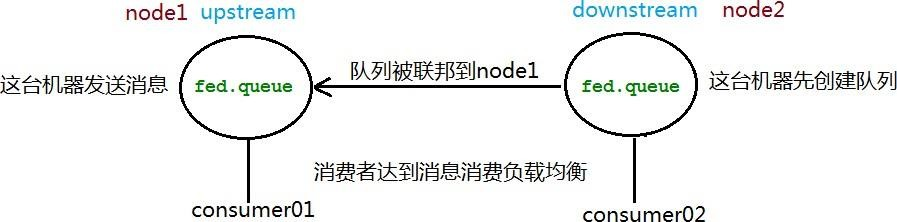 node1 upstream downstream node2
这台机器发送消息 fed.queue 队列被联邦到node1 fed.queue 这台机器先创建队列
消费者达到消息消费负载均衡
consumer01 consumer02